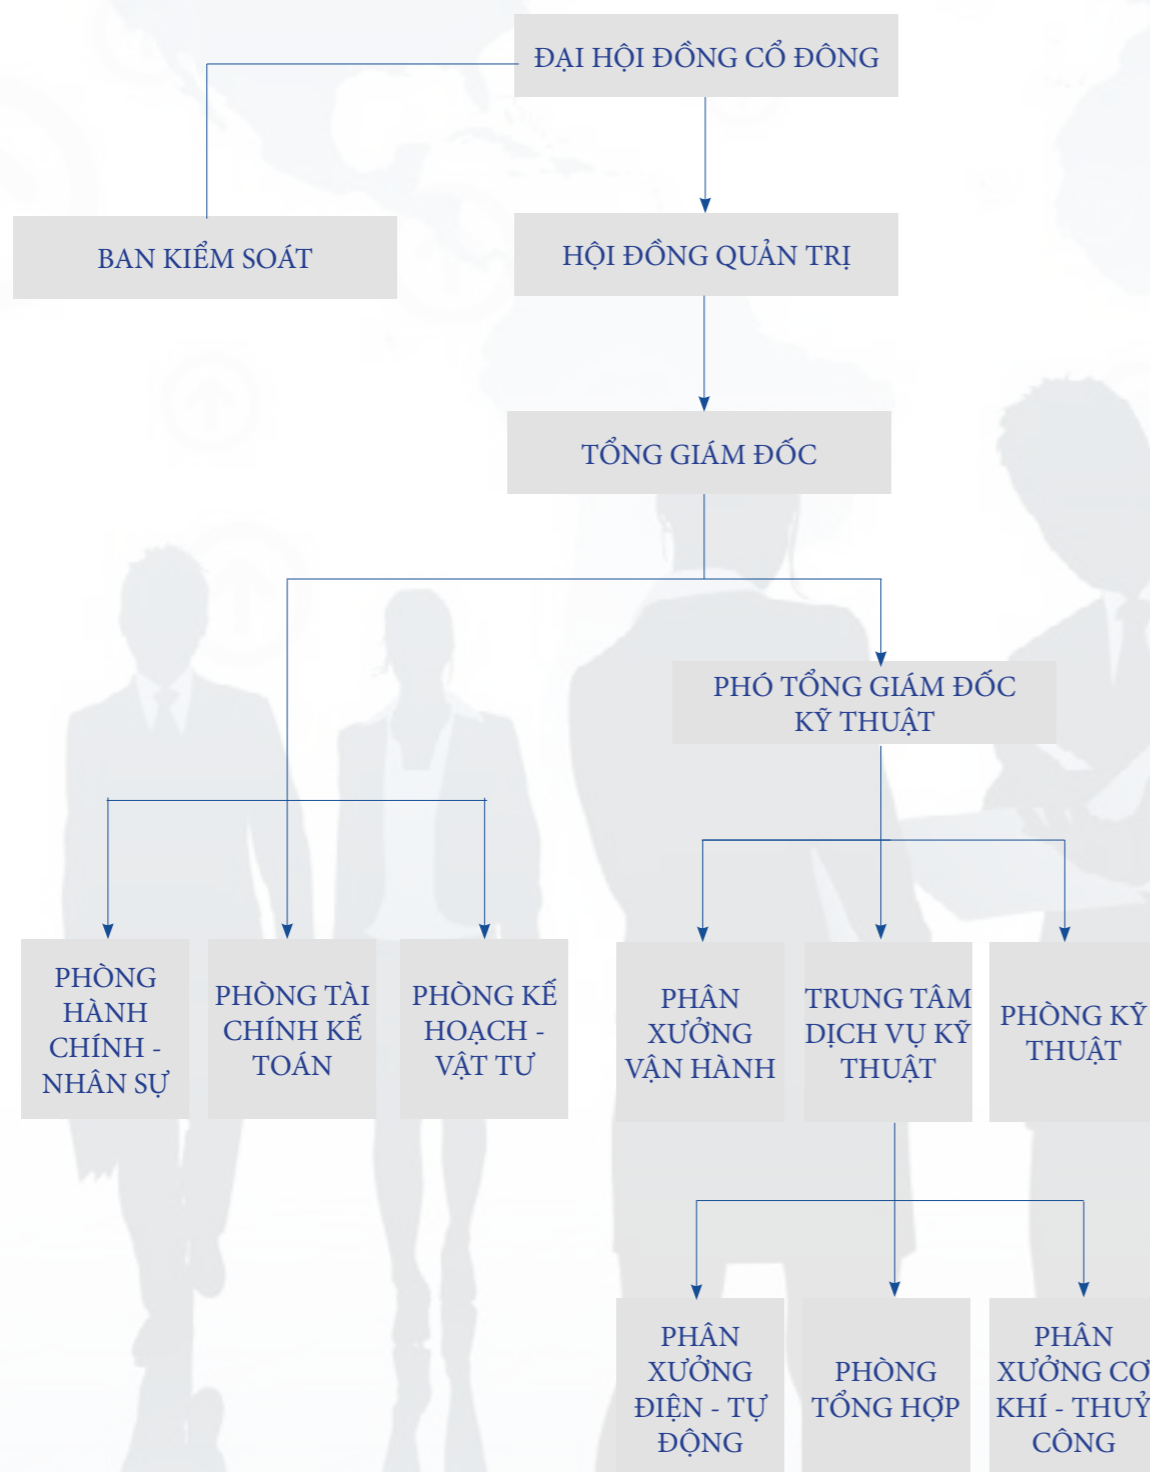 ĐẠI HỘI ĐỒNG CỔ ĐÔNG
BAN KIỂM SOÁT
HỘI ĐỒNG QUẢN TRỊ
TỔNG GIÁM ĐỐC
PHÓ TỔNG GIÁM ĐỐC
KỸ THUẬT
PHÒNG
HÀNH
CHÍNH -
NHÂN SỰ
PHÒNG TÀI
CHÍNH KẾ
TOÁN
PHÒNG KẾ
HOẠCH -
VẬT TƯ
PHÂN
XƯỞNG
VẬN HÀNH
TRUNG TÂM
DỊCH VỤ KỸ
THUẬT
PHÒNG KỸ
THUẬT
PHÂN
XƯỞNG
ĐIỆN - TỰ
ĐỘNG
PHÒNG
TỔNG HỢP
PHÂN
XƯỞNG CƠ
KHÍ - THUỶ
CÔNG